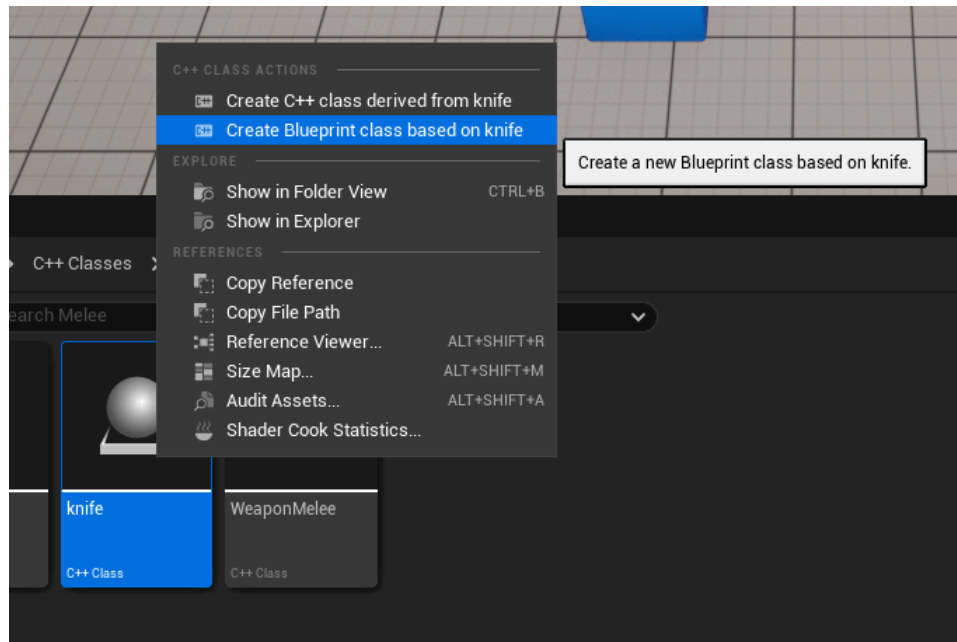 C++ CLASS ACTIONS
Create C++ class derived from knife
Create Blueprint class based on knife
Create a new Blueprint class based on knife.
EXPLORE
Show in Folder View CTRL+B
Show in Explorer
REFERENCES
Copy Reference
Copy File Path
Reference Viewer... ALT+SHIFT+R
Size Map... ALT+SHIFT+M
Audit Assets... ALT+SHIFT+A
Shader Cook Statistics...
C++ Classes
earch Melee
knife
C++ Class
WeaponMelee
C++ Class